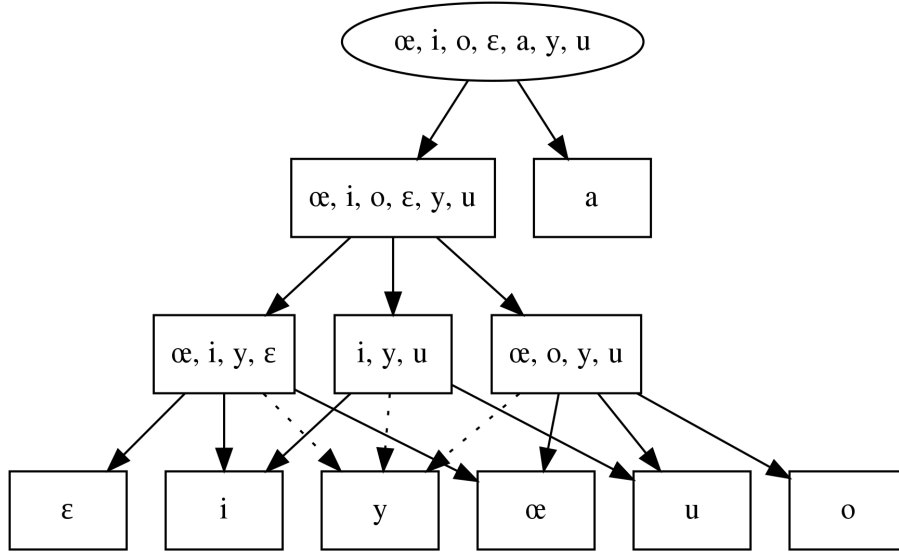 œ, i, o, ɛ, a, y, u
œ, i, o, ɛ, y, u
a
œ, i, y, ɛ
i, y, u
œ, o, y, u
ɛ
i
y
œ
u
o